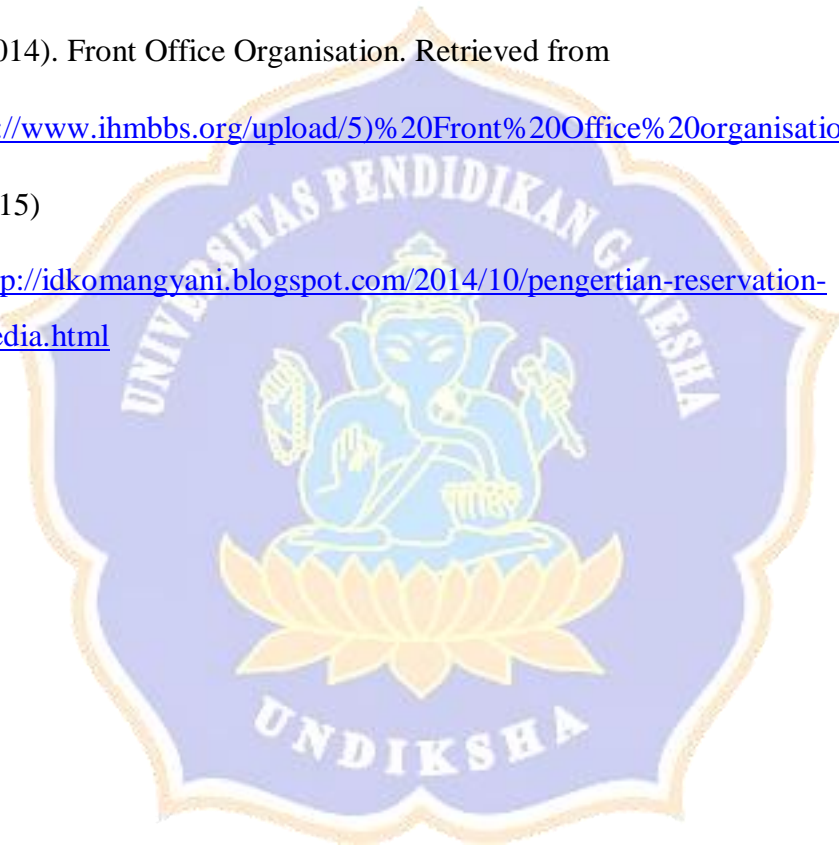 014). Front Office Organisation. Retrieved from
://www.ihmbbs.org/upload/5)%20Front%20Office%20organisatio
15)
p://idkomangyani.blogspot.com/2014/10/pengertian-reservation-
edia.html
UNIVERSITAS PENDIDIKAN GANESHA
UNDIKSHA